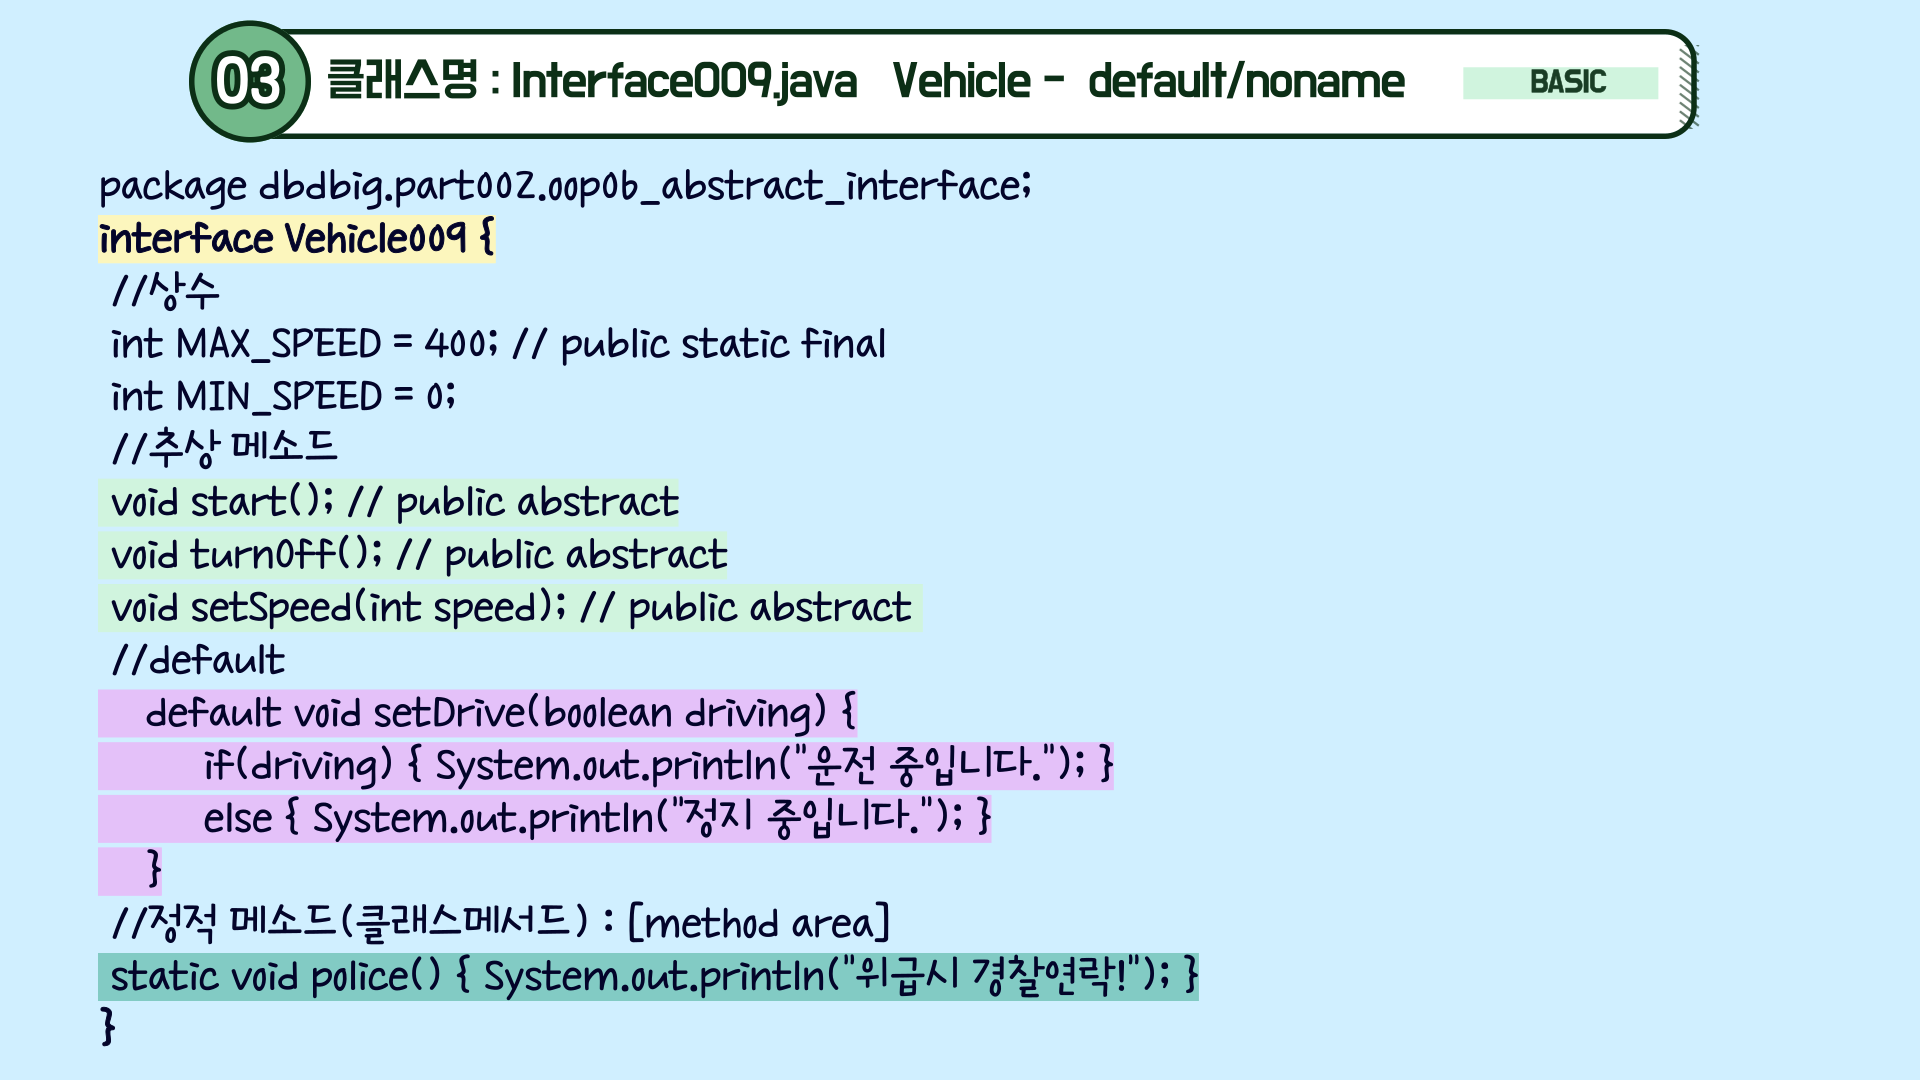 03 클래스명 : Interface009.java Vehicle - default/noname BASIC
package dbdbig.part002.oop06_abstract_interface;
interface Vehicle009 {
//상수
int MAX_SPEED = 400; // public static final
int MIN_SPEED = 0;
//추상 메소드
void start(); // public abstract
void turnOff(); // public abstract
void setSpeed(int speed); // public abstract
//default
default void setDrive(boolean driving) {
if(driving) { System.out.println("운전 중입니다."); }
else { System.out.println("정지 중입니다."); }
}
//정적 메소드(클래스메서드) : [method area]
static void police() { System.out.println("위급시 경찰연락!"); }
}